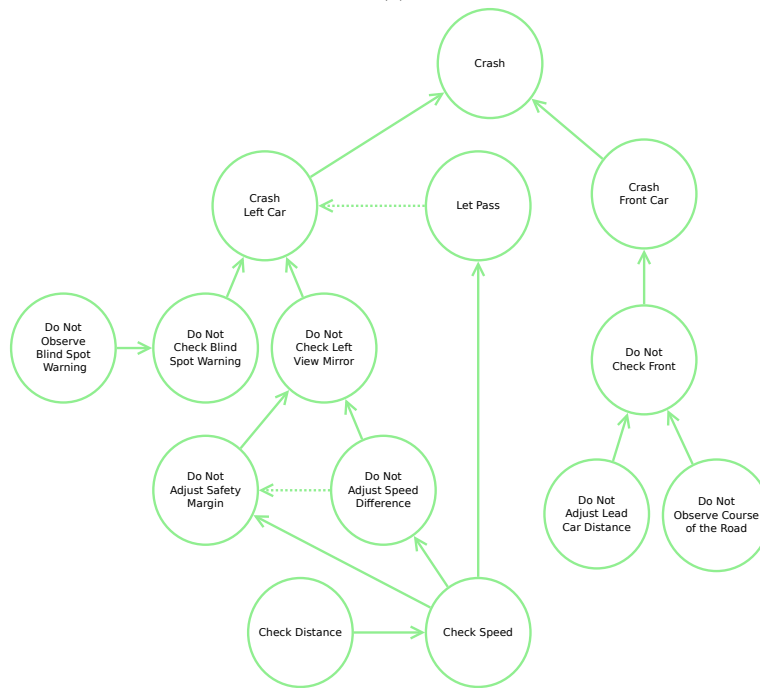 Crash
Crash
Left Car
Let Pass
Crash
Front Car
Do Not
Observe
Blind Spot
Warning
Do Not
Check Blind
Spot Warning
Do Not
Check Left
View Mirror
Do Not
Check Front
Do Not
Adjust Safety
Margin
Do Not
Adjust Speed
Difference
Do Not
Adjust Lead
Car Distance
Do Not
Observe Course
of the Road
Check Distance
Check Speed